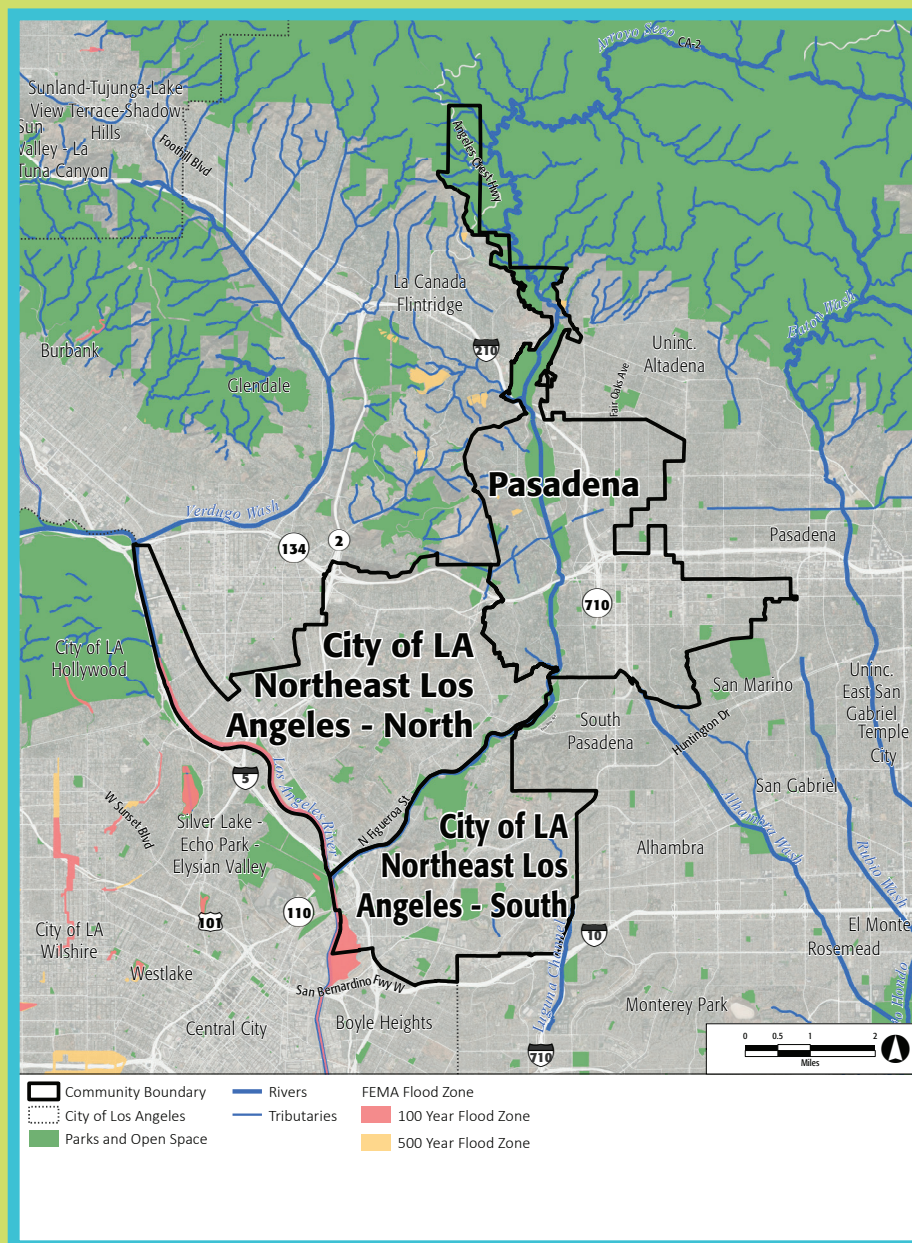 Arroyo Seco
CA-2
Sunland-Tujunga-Lake
View Terrace-Shadow
Hills
Sun
Valley - La
Tuna Canyon
Foothill Blvd
Angeles Crest Hwy
La Canada
Flintridge
Eaton Wash
Burbank
210
Uninc.
Altadena
Glendale
Fair Oaks Ave
Pasadena
Verdugo Wash
134
2
Pasadena
710
City of LA
Hollywood
City of LA
Northeast Los
Angeles - North
San Marino
Uninc.
East San
Gabriel
Temple
City
South
Pasadena
Huntington Dr
5
Los Angeles River
San Gabriel
W Sunset Blvd
Silver Lake -
Echo Park -
Elysian Valley
N Figueroa St
City of LA
Northeast Los
Angeles - South
Alhambra
Alhambra Wash
Rubio Wash
101
110
City of LA
Wilshire
10
El Monte
Rosemead
Westlake
Laguna Channel
San Bernardino Fwy W
Monterey Park
Central City
Boyle Heights
710
0 0.5 1 2
Miles
Community Boundary
City of Los Angeles
Parks and Open Space
Rivers
Tributaries
FEMA Flood Zone
100 Year Flood Zone
500 Year Flood Zone